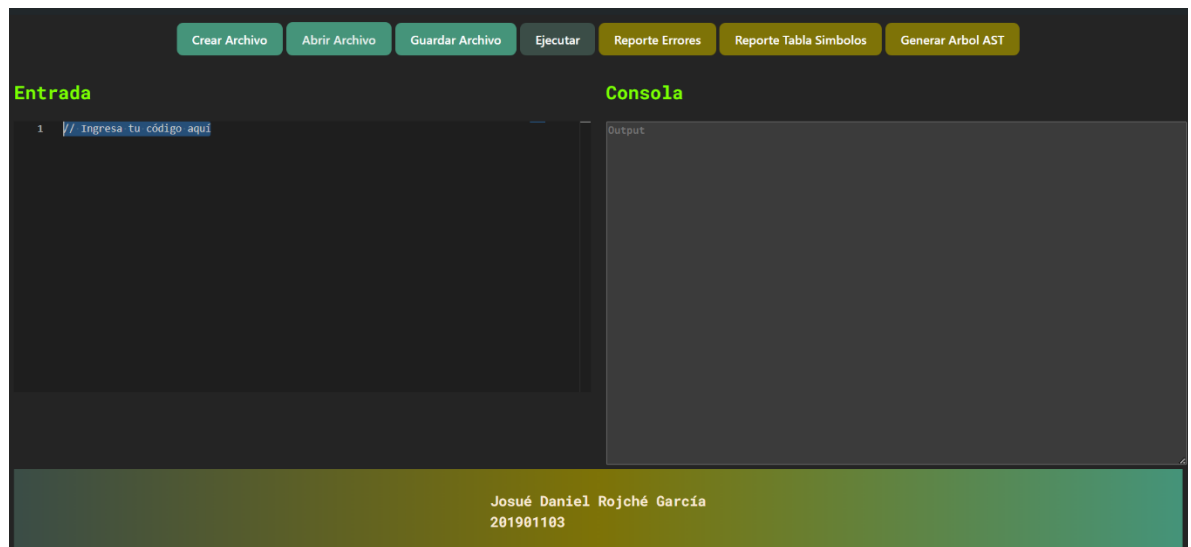 Crear Archivo Abrir Archivo Guardar Archivo Ejecutar Reporte Errores Reporte Tabla Simbolos Generar Arbol AST
Entrada
1 // Ingresa tu código aquí
Consola
Output
Josué Daniel Rojché García
201901103